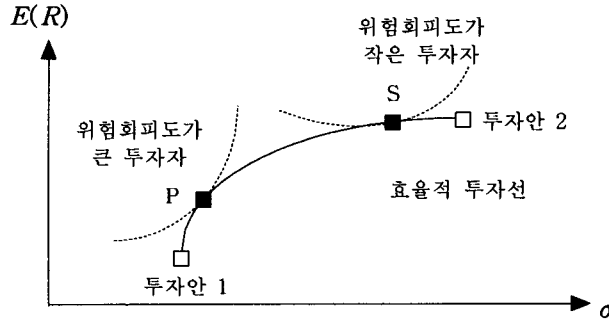 E(R)
위험회피도가
작은 투자자
S
투자안 2
위험회피도가
큰 투자자
P
효율적 투자선
투자안 1
σ